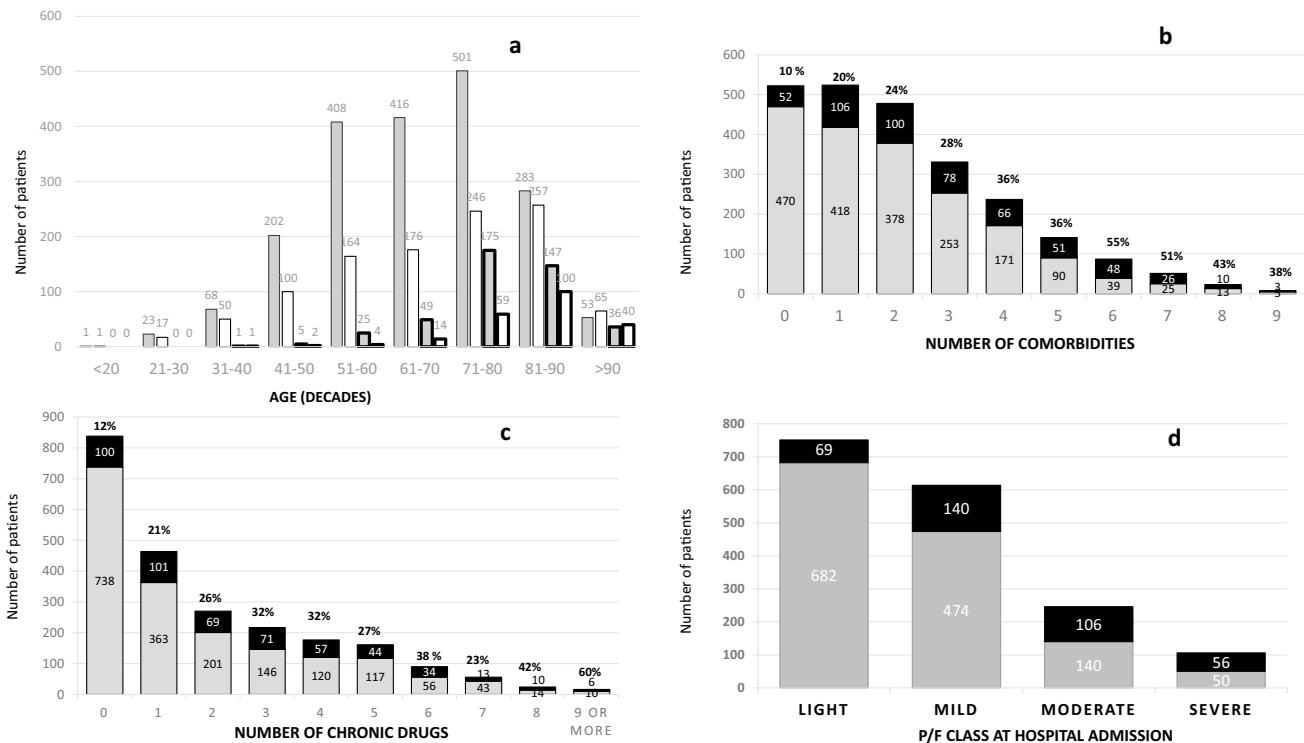 a
Number of patients
600
500
400
300
200
100
0
1 1 0 0
23 17 0 0
68 50 1 1
202 100 5 2
408 164 25 4
416 176 49 14
501 246 175 59
283 257 147 100
53 65 36 40
<20 21-30 31-40 41-50 51-60 61-70 71-80 81-90 >90
AGE (DECADES)
b
Number of patients
600
500
400
300
200
100
0
10 % 20% 24% 28% 36% 36% 55% 51% 43% 38%
52 106 100 78 66 51 48 26 10 3
470 418 378 253 171 90 39 25 13 5
0 1 2 3 4 5 6 7 8 9
NUMBER OF COMORBIDITIES
c
Number of patients
900
800
700
600
500
400
300
200
100
0
12% 21% 26% 32% 32% 27% 38 % 23% 42% 60%
100 101 69 71 57 44 34 13 10 6
738 363 201 146 120 117 56 43 14 10
0 1 2 3 4 5 6 7 8 9 OR
MORE
NUMBER OF CHRONIC DRUGS
d
Number of patients
800
700
600
500
400
300
200
100
0
69 140 106 56
682 474 140 50
LIGHT MILD MODERATE SEVERE
P/F CLASS AT HOSPITAL ADMISSION